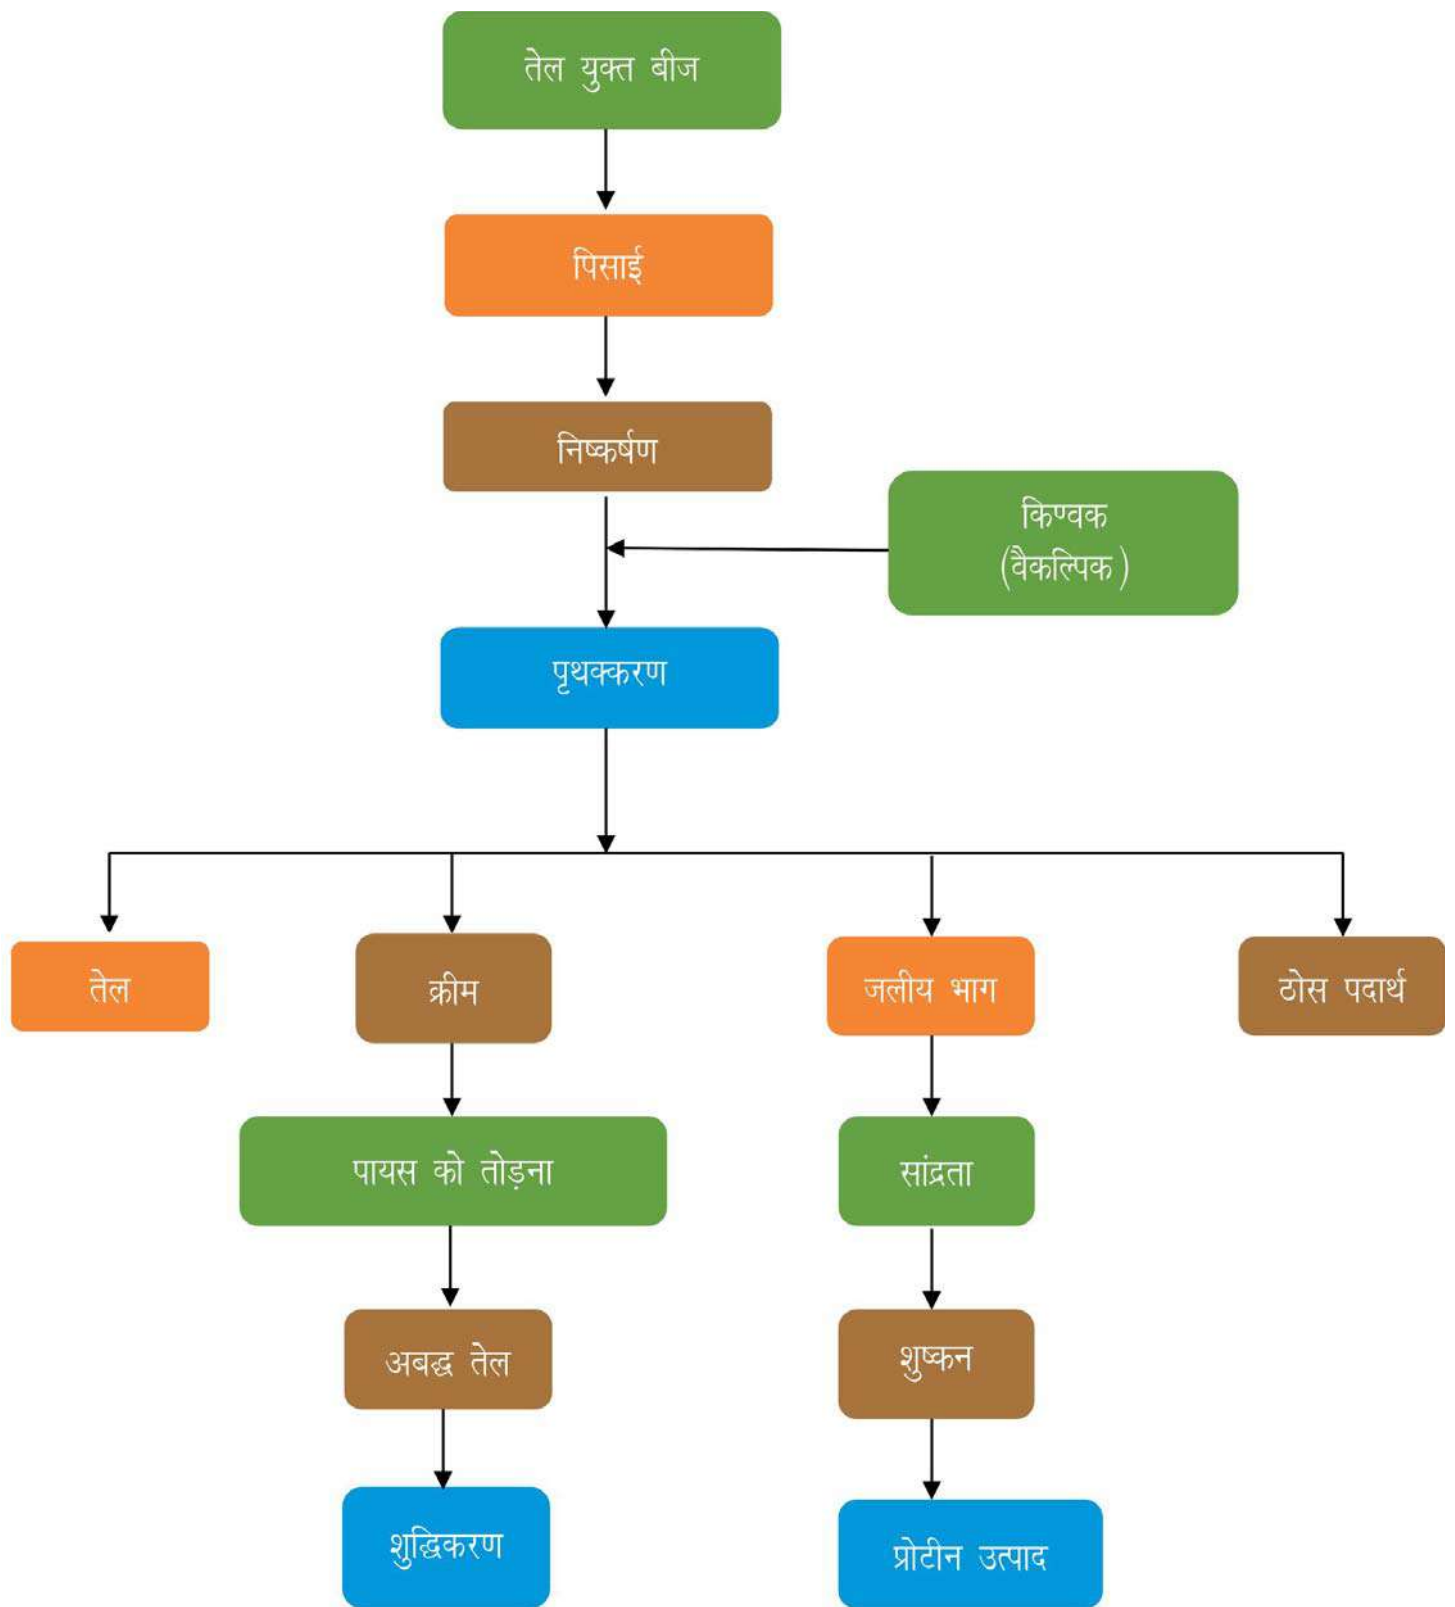 तेल युक्त बीज
पिसाई
निष्कर्षण
किण्वक
(वैकल्पिक)
पृथक्करण
तेल
क्रीम
जलीय भाग
ठोस पदार्थ
पायस को तोड़ना
सांद्रता
अबद्ध तेल
शुष्कन
शुद्धिकरण
प्रोटीन उत्पाद